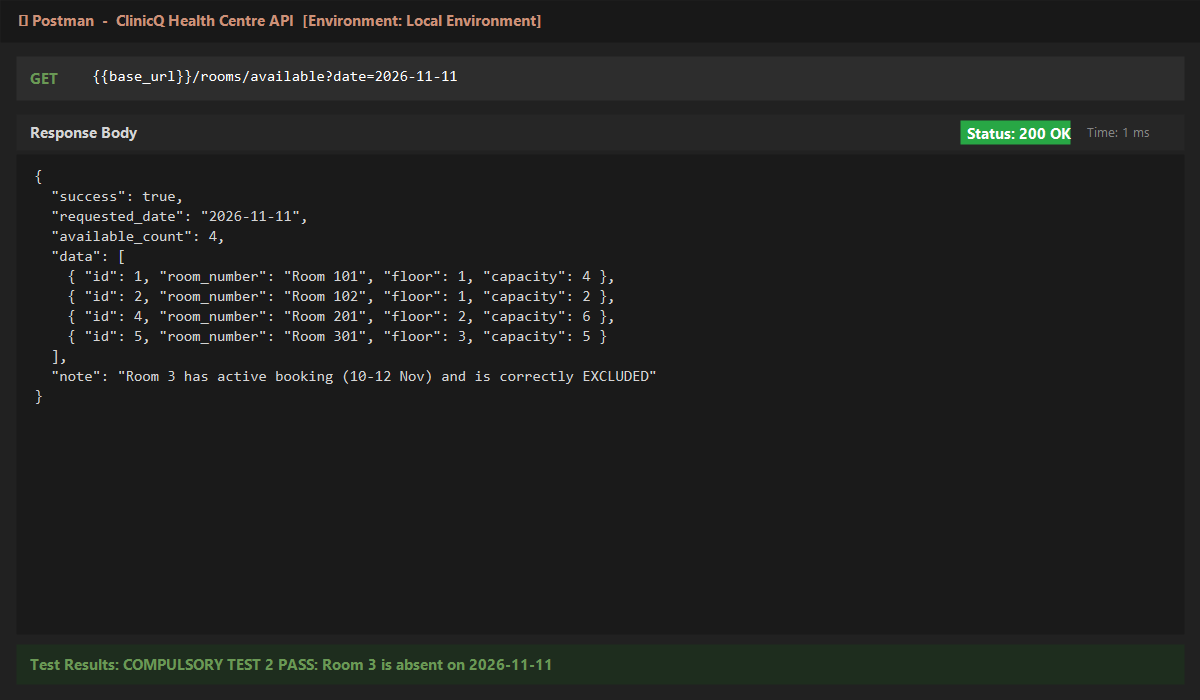 Postman - ClinicQ Health Centre API [Environment: Local Environment]
GET {{base_url}}/rooms/available?date=2026-11-11
Response Body Status: 200 OK Time: 1 ms
{
"success": true,
"requested_date": "2026-11-11",
"available_count": 4,
"data": [
{ "id": 1, "room_number": "Room 101", "floor": 1, "capacity": 4 },
{ "id": 2, "room_number": "Room 102", "floor": 1, "capacity": 2 },
{ "id": 4, "room_number": "Room 201", "floor": 2, "capacity": 6 },
{ "id": 5, "room_number": "Room 301", "floor": 3, "capacity": 5 }
],
"note": "Room 3 has active booking (10-12 Nov) and is correctly EXCLUDED"
}
Test Results: COMPULSORY TEST 2 PASS: Room 3 is absent on 2026-11-11